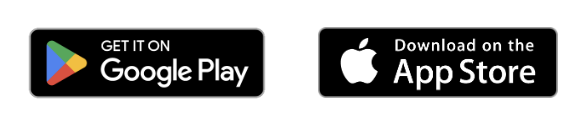 GET IT ON
Google Play
Download on the
App Store